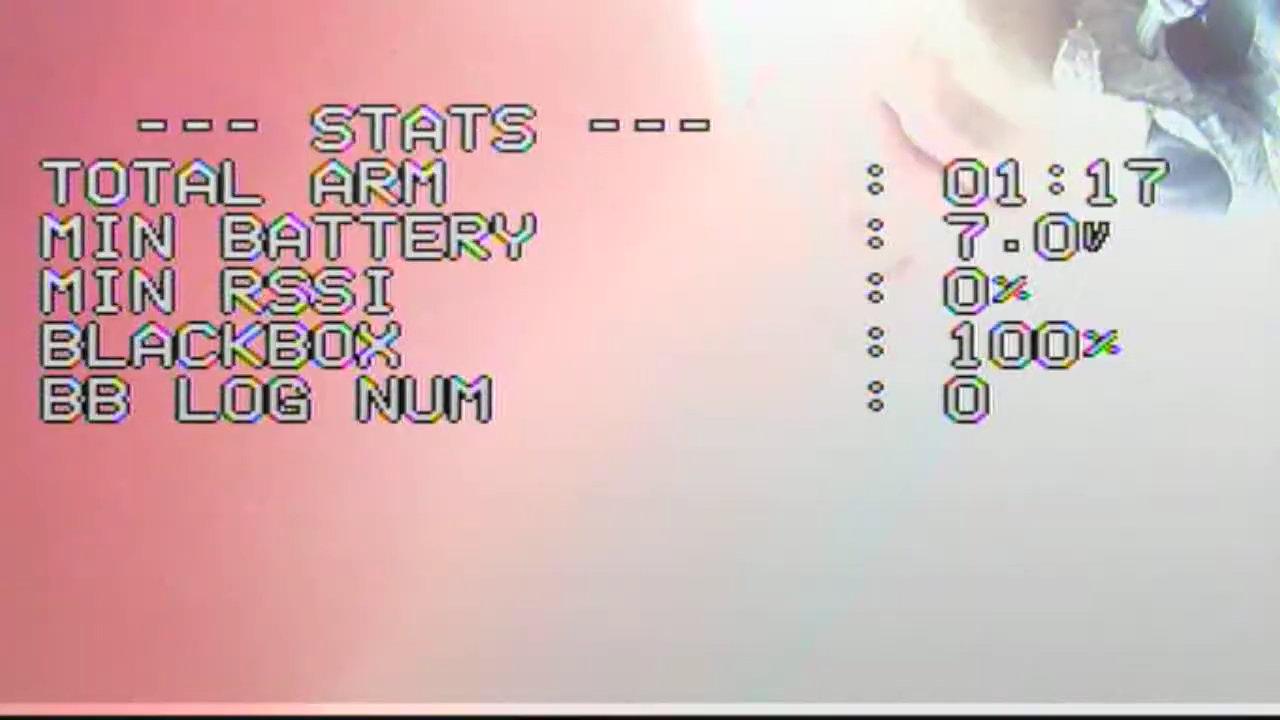 --- STATS ---
TOTAL ARM : 01:17
MIN BATTERY : 7.0V
MIN RSSI : 0%
BLACKBOX : 100%
BB LOG NUM : 0